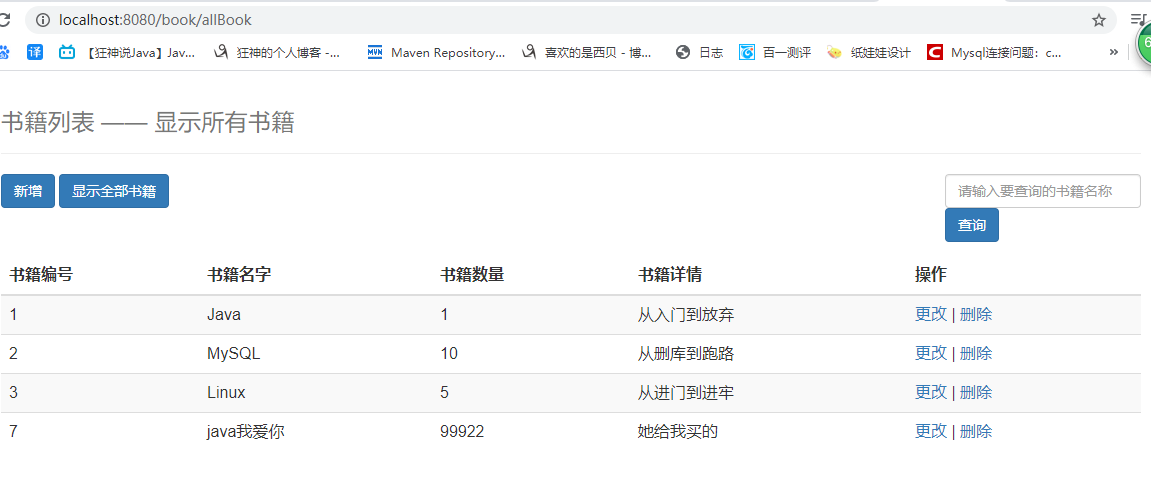 localhost:8080/book/allBook
译 【狂神说Java】Jav... 狂神的个人博客 -... MVN Maven Repository... 喜欢的是西贝 - 博... 日志 百一测评 纸娃娃设计 C Mysql连接问题：c... »
书籍列表 —— 显示所有书籍
新增 显示全部书籍 请输入要查询的书籍名称
查询
书籍编号 书籍名字 书籍数量 书籍详情 操作
1 Java 1 从入门到放弃 更改 | 删除
2 MySQL 10 从删库到跑路 更改 | 删除
3 Linux 5 从进门到进牢 更改 | 删除
7 java我爱你 99922 她给我买的 更改 | 删除